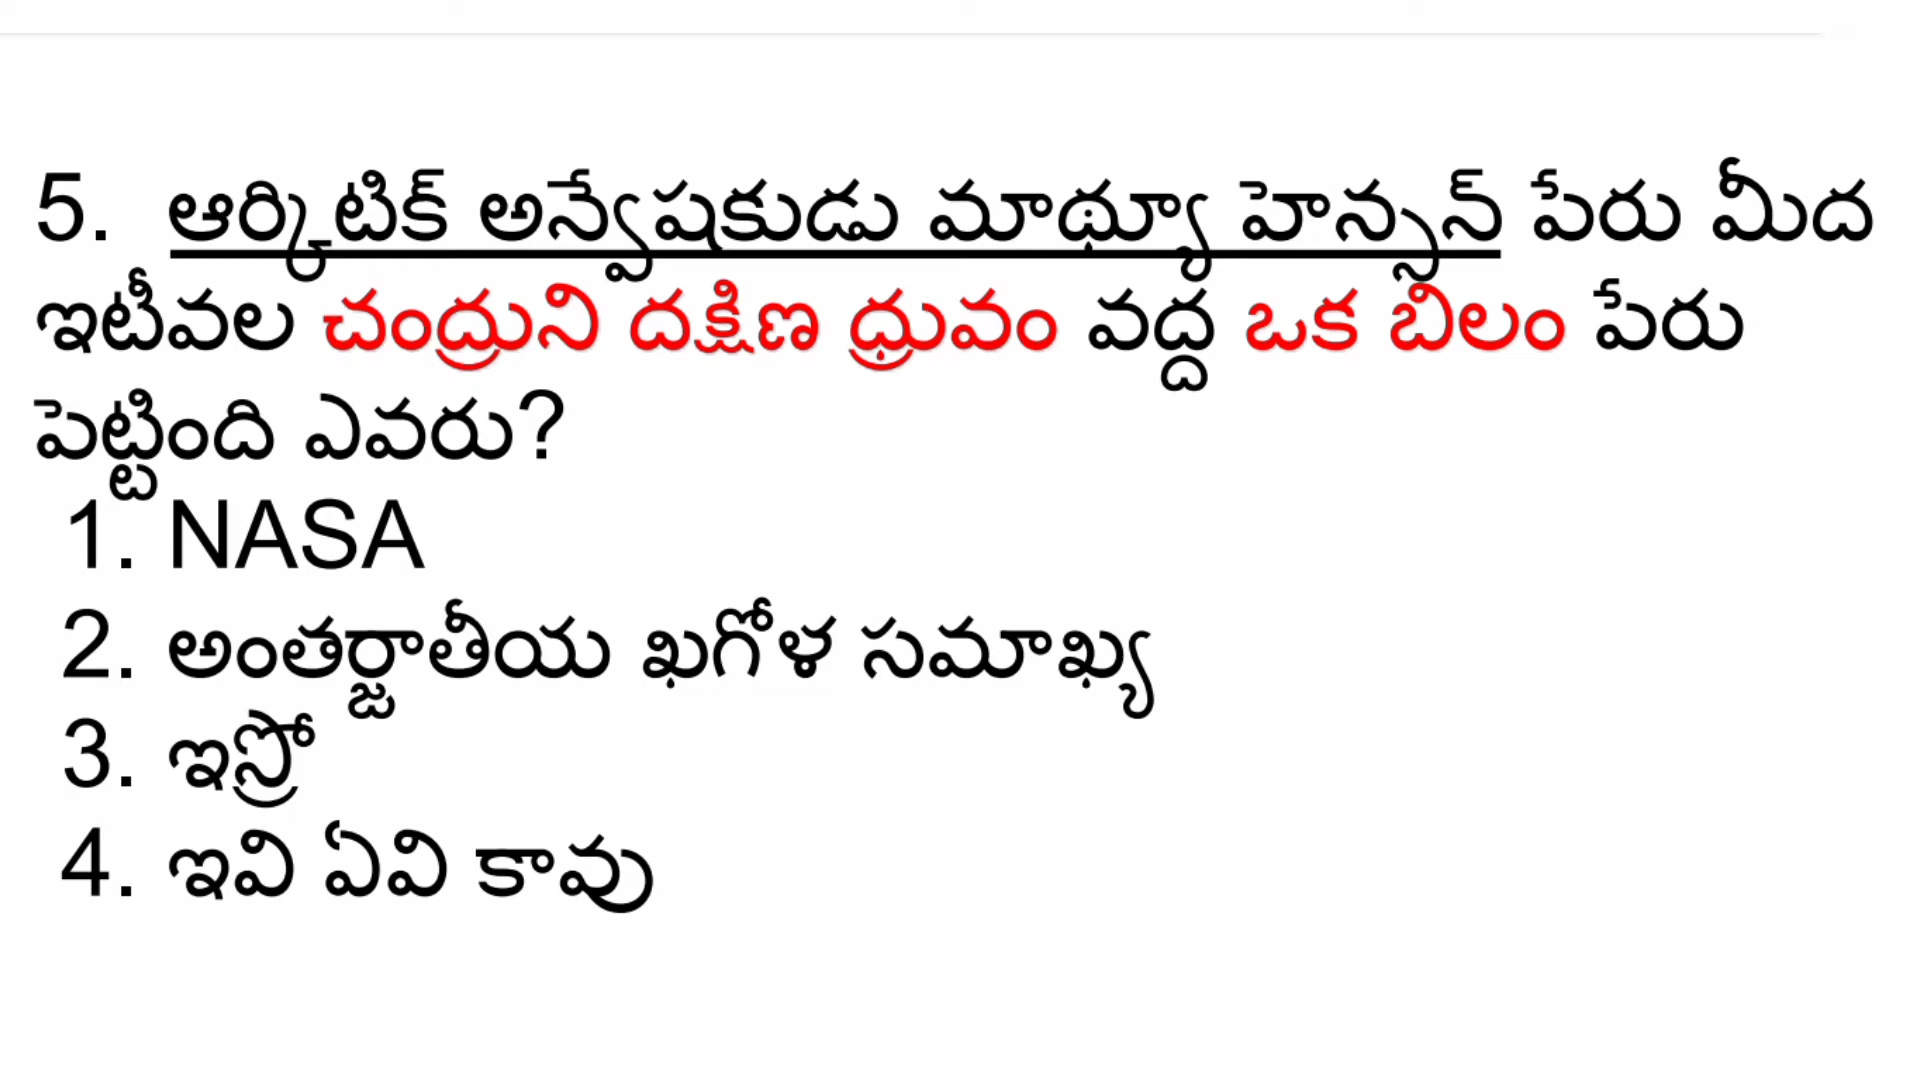 5. ఆర్కిటిక్ అన్వేషకుడు మాథ్యూ హెన్సన్ పేరు మీద
ఇటీవల చంద్రుని దక్షిణ ధ్రువం వద్ద ఒక బిలం పేరు
పెట్టింది ఎవరు?
1. NASA
2. అంతర్జాతీయ ఖగోళ సమాఖ్య
3. ఇస్రో
4. ఇవి ఏవి కావు